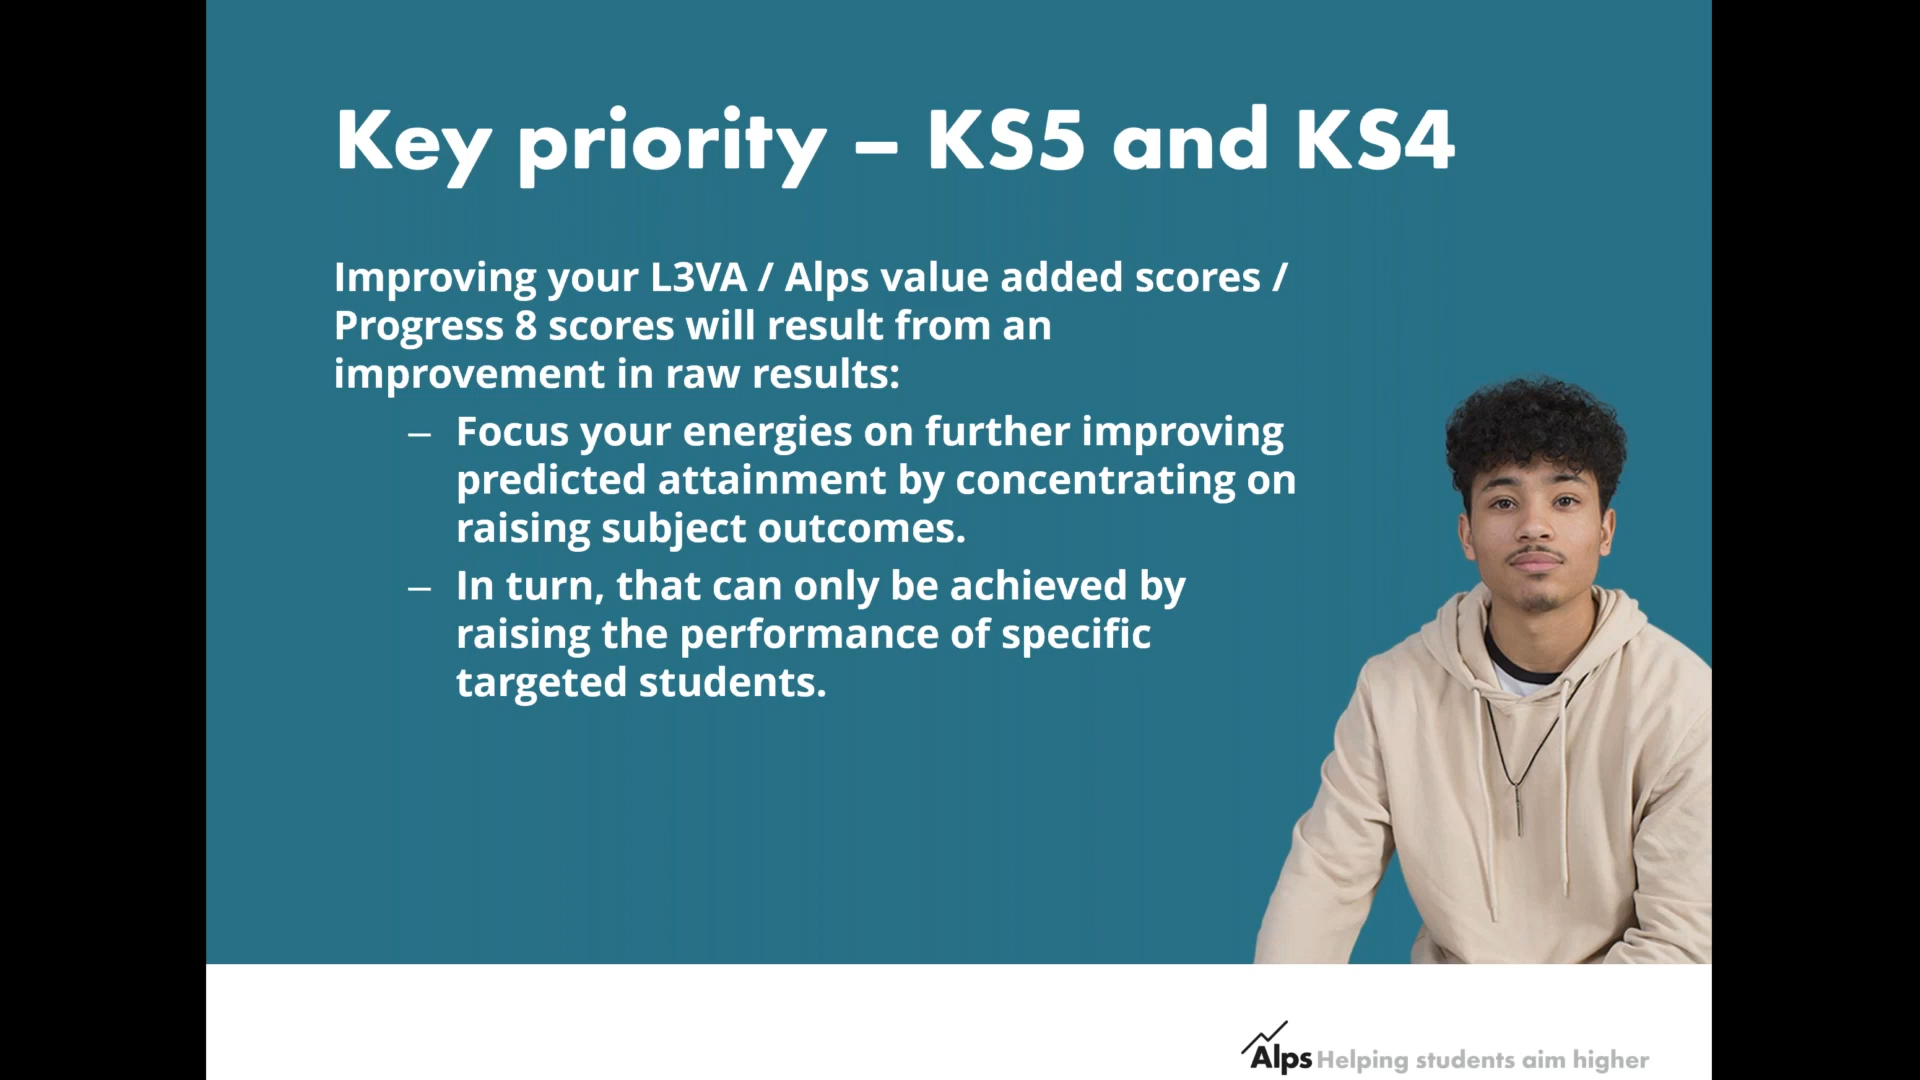 Key priority – KS5 and KS4
Improving your L3VA / Alps value added scores /
Progress 8 scores will result from an
improvement in raw results:
– Focus your energies on further improving
predicted attainment by concentrating on
raising subject outcomes.
– In turn, that can only be achieved by
raising the performance of specific
targeted students.
Alps Helping students aim higher